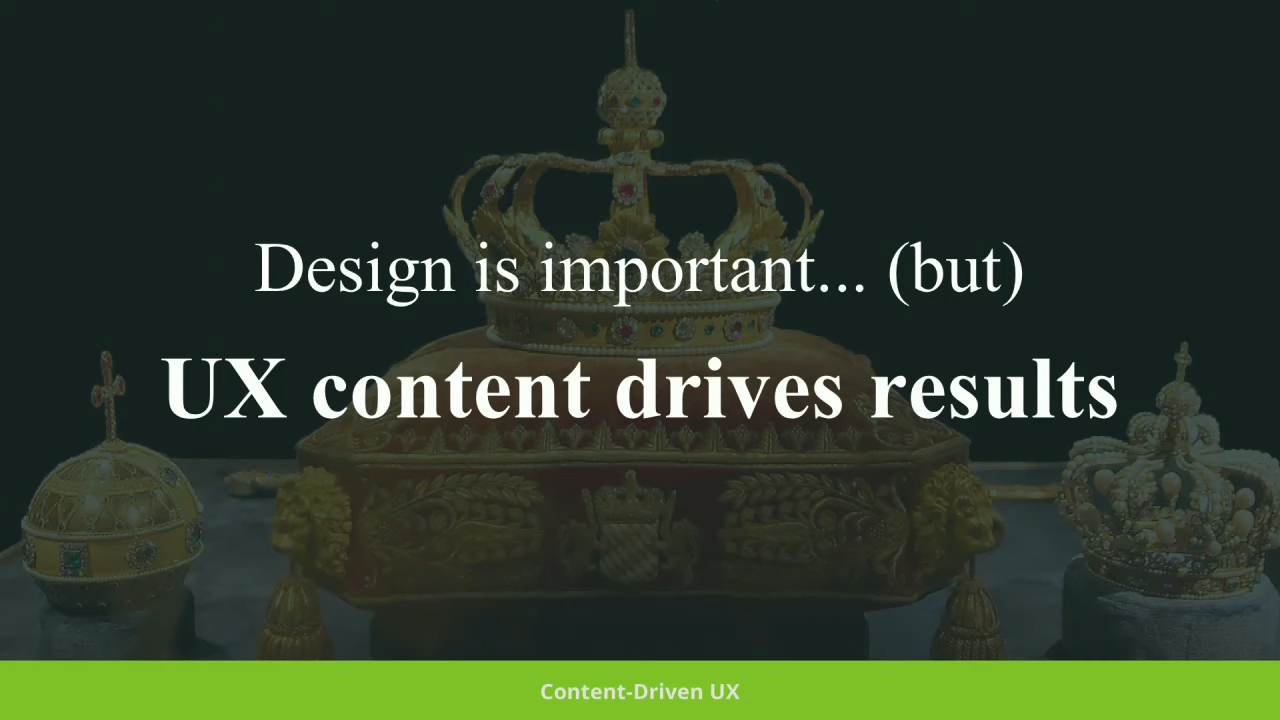 Design is important... (but)
UX content drives results
Content-Driven UX